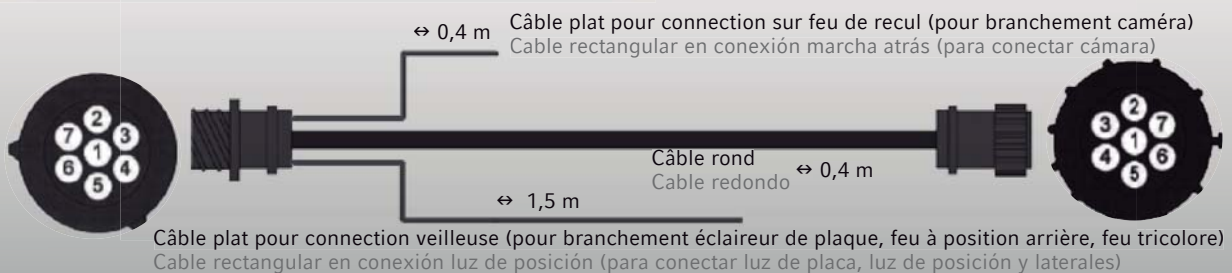 ↔ 0,4 m
Câble plat pour connection sur feu de recul (pour branchement caméra)
Cable rectangular en conexión marcha atrás (para conectar cámara)
2
7 3
1
6 4
5
2
3 7
1
4 6
5
Câble rond
Cable redondo
↔ 0,4 m
↔ 1,5 m
Câble plat pour connection veilleuse (pour branchement éclaireur de plaque, feu à position arrière, feu tricolore)
Cable rectangular en conexión luz de posición (para conectar luz de placa, luz de posición y laterales)